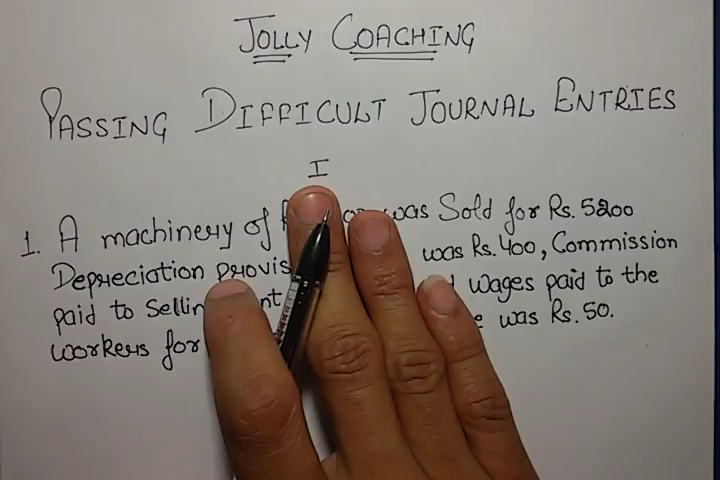 JOLLY COACHING
PASSING DIFFICULT JOURNAL ENTRIES
I
1. A machinery of was Sold for Rs. 5200
Depreciation was Rs. 400, Commission
paid to wages paid to the
workers for was Rs. 50.